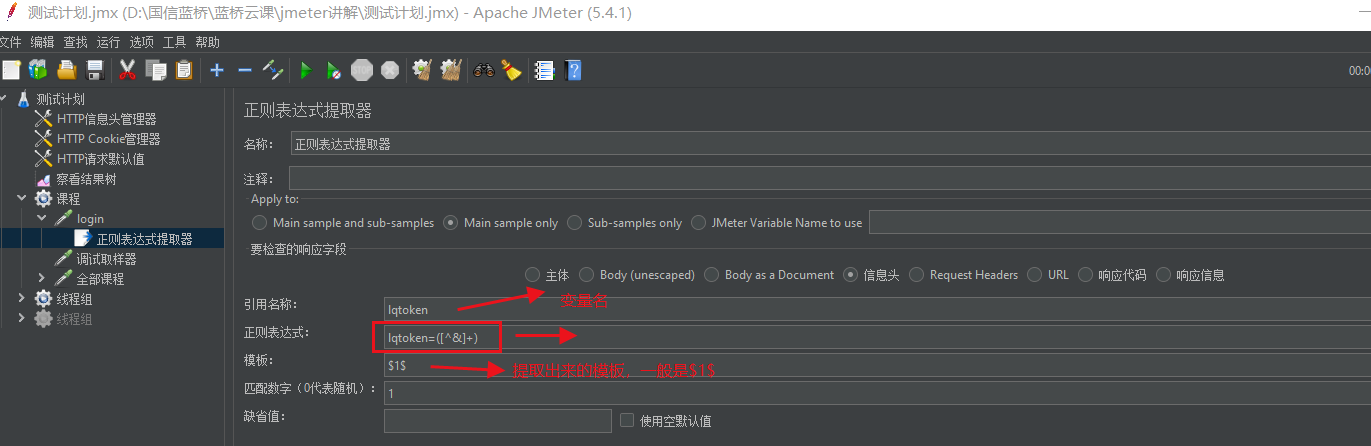 测试计划.jmx (D:\国信蓝桥\蓝桥云课\jmeter讲解\测试计划.jmx) - Apache JMeter (5.4.1)
文件 编辑 查找 运行 选项 工具 帮助
STOP
?
00:0
测试计划
HTTP信息头管理器
HTTP Cookie管理器
HTTP请求默认值
察看结果树
课程
login
正则表达式提取器
调试取样器
全部课程
线程组
线程组
正则表达式提取器
名称： 正则表达式提取器
注释：
Apply to:
Main sample and sub-samples Main sample only Sub-samples only JMeter Variable Name to use
要检查的响应字段
主体 Body (unescaped) Body as a Document 信息头 Request Headers URL 响应代码 响应信息
引用名称： lqtoken 变量名
正则表达式： lqtoken=([^&]+)
模板： $1$ 提取出来的模板，一般是$1$
匹配数字（0代表随机）： 1
缺省值： 使用空默认值